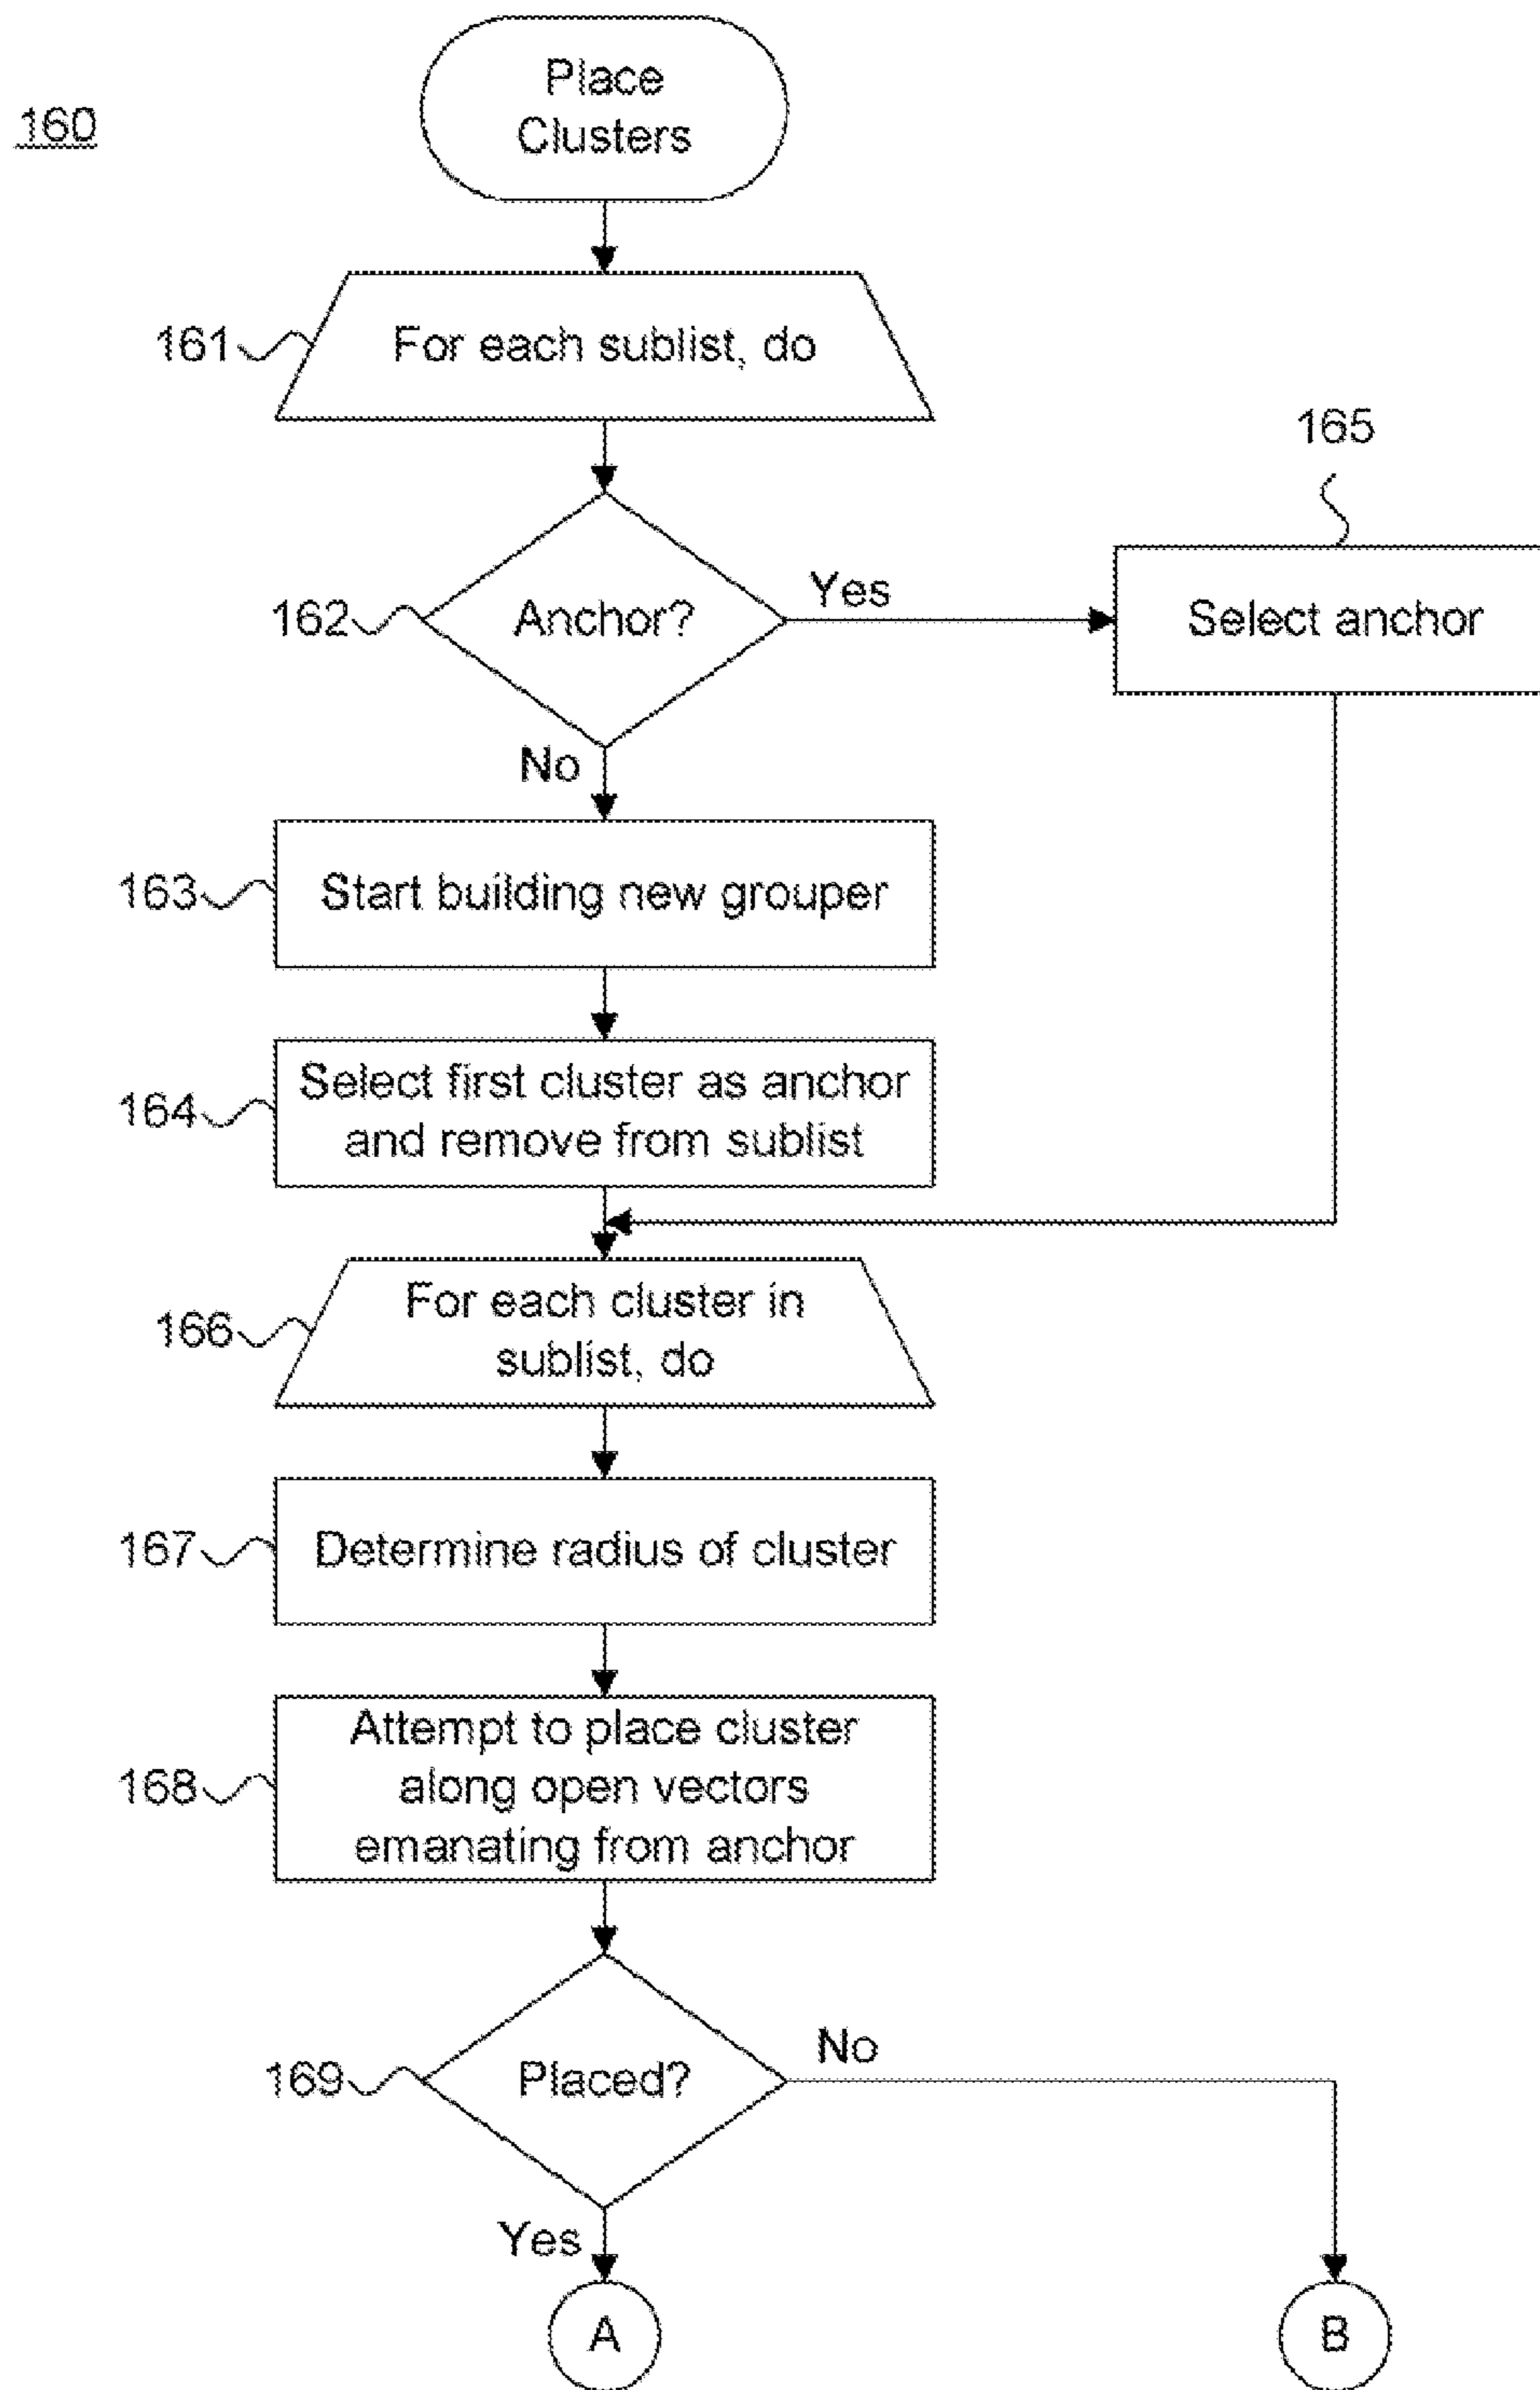 160
Place
Clusters
161
For each sublist, do
162
Anchor?
Yes
165
Select anchor
No
163
Start building new grouper
164
Select first cluster as anchor
and remove from sublist
166
For each cluster in
sublist, do
167
Determine radius of cluster
168
Attempt to place cluster
along open vectors
emanating from anchor
169
Placed?
No
Yes
A
B